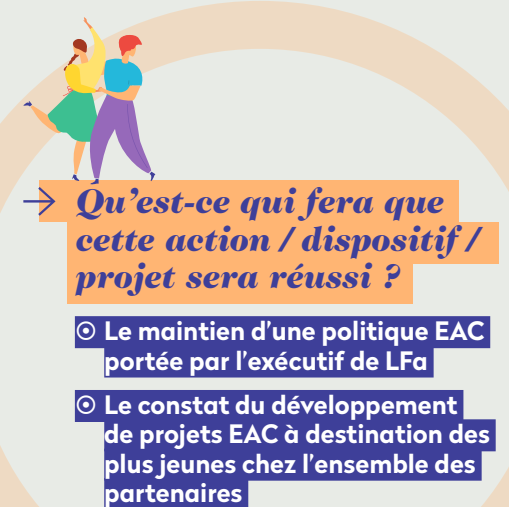 → Qu’est-ce qui fera que
cette action / dispositif /
projet sera réussi ?
⊙ Le maintien d’une politique EAC
portée par l’exécutif de LFa
⊙ Le constat du développement
de projets EAC à destination des
plus jeunes chez l’ensemble des
partenaires